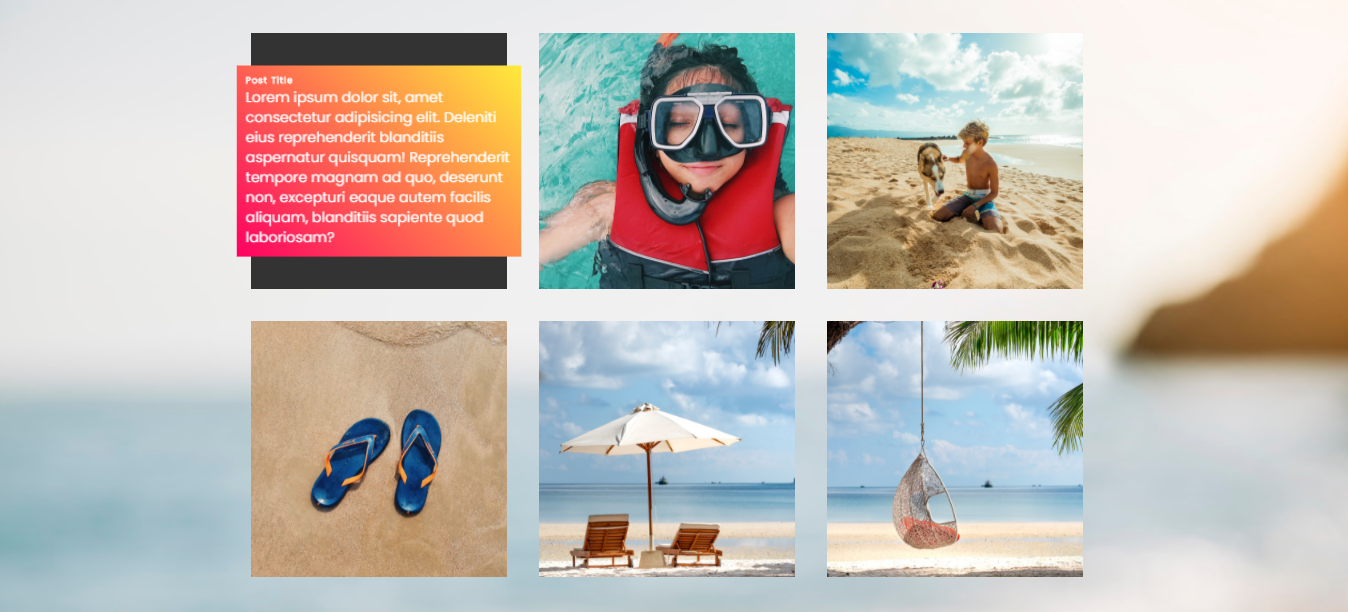 Post Title
Lorem ipsum dolor sit, amet
consectetur adipisicing elit. Deleniti
eius reprehenderit blanditiis
aspernatur quisquam! Reprehenderit
tempore magnam ad quo, deserunt
non, excepturi eaque autem facilis
aliquam, blanditiis sapiente quod
laboriosam?